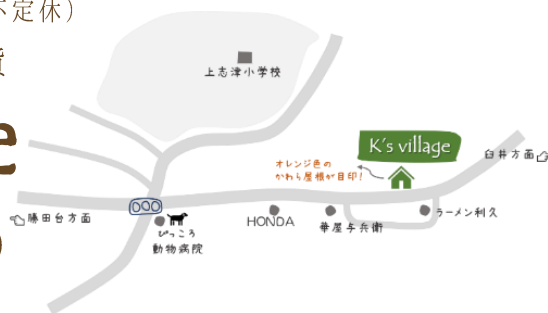 不定休）
e
上志津小学校
K's village
オレンジ色の
かわら屋根が目印！
臼井方面
勝田台方面
ぴっころ
動物病院
HONDA
華屋与兵衛
ラーメン利久